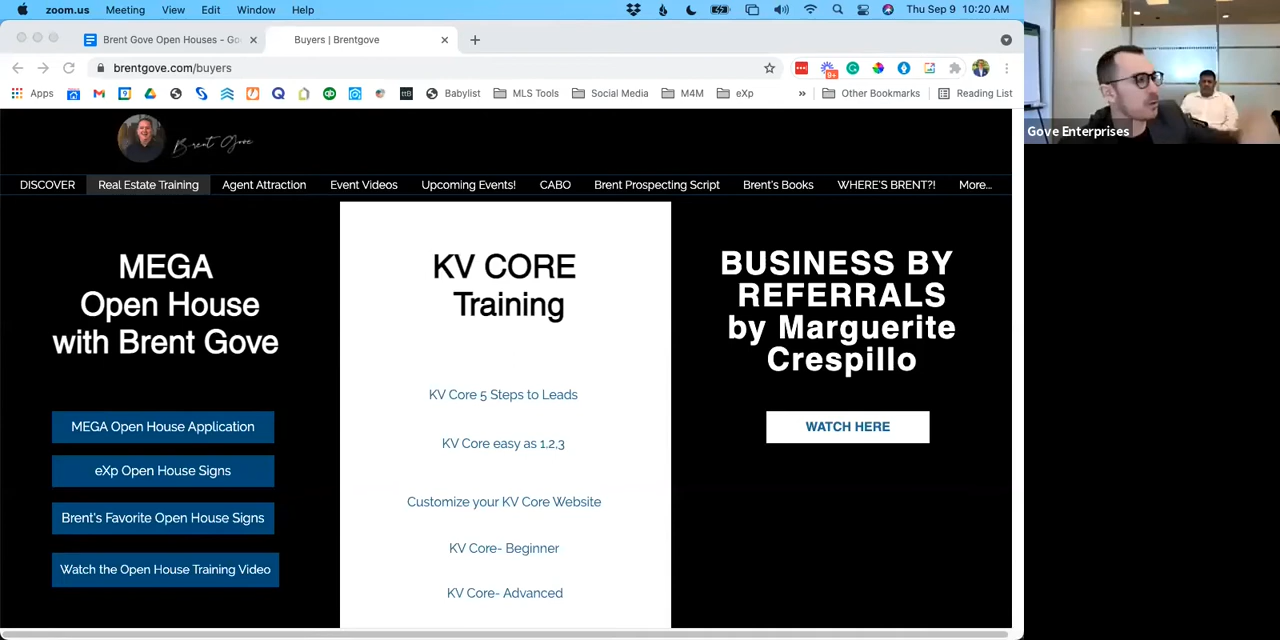 zoom.us Meeting View Edit Window Help Thu Sep 9 10:20 AM
Brent Gove Open Houses - Go
Buyers | Brentgove
brentgove.com/buyers
9+
Apps
Babylist
MLS Tools
Social Media
M4M
eXp
»
Other Bookmarks
Reading List
Brent Gove
DISCOVER
Real Estate Training
Agent Attraction
Event Videos
Upcoming Events!
CABO
Brent Prospecting Script
Brent's Books
WHERE'S BRENT?!
More...
MEGA
Open House
with Brent Gove
MEGA Open House Application
eXp Open House Signs
Brent's Favorite Open House Signs
Watch the Open House Training Video
KV CORE
Training
KV Core 5 Steps to Leads
KV Core easy as 1,2,3
Customize your KV Core Website
KV Core- Beginner
KV Core- Advanced
BUSINESS BY
REFERRALS
by Marguerite
Crespillo
WATCH HERE
Gove Enterprises